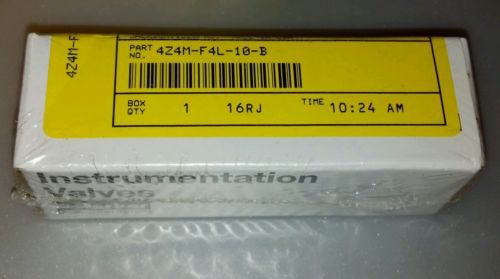 PART NO. 4Z4M-F4L-10-B
BOX QTY 1 16RJ TIME 10:24 AM
4Z4M-F
Instrumentation
Valves